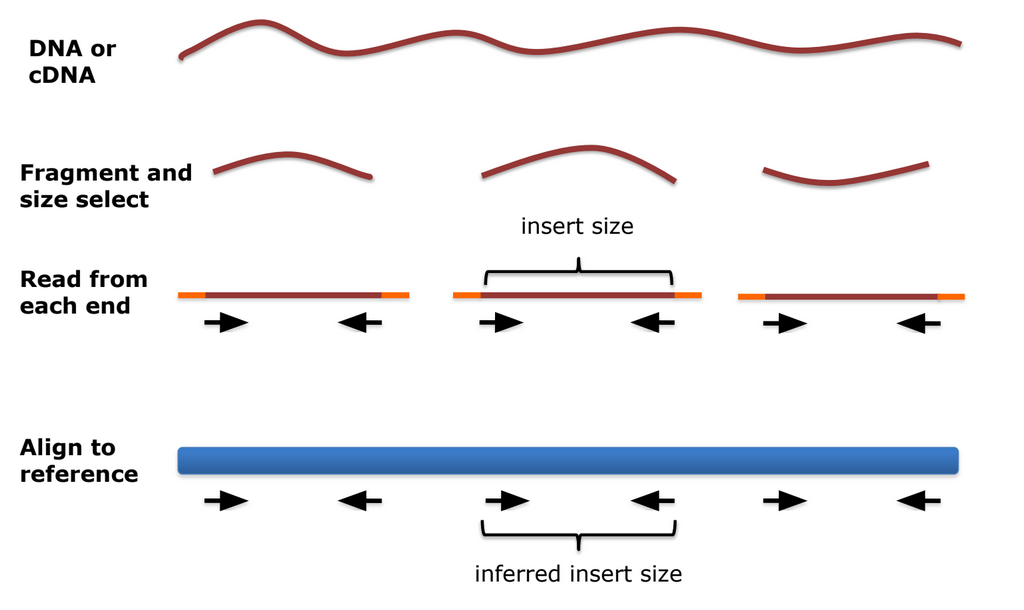 DNA or
cDNA
Fragment and
size select
insert size
Read from
each end
Align to
reference
inferred insert size